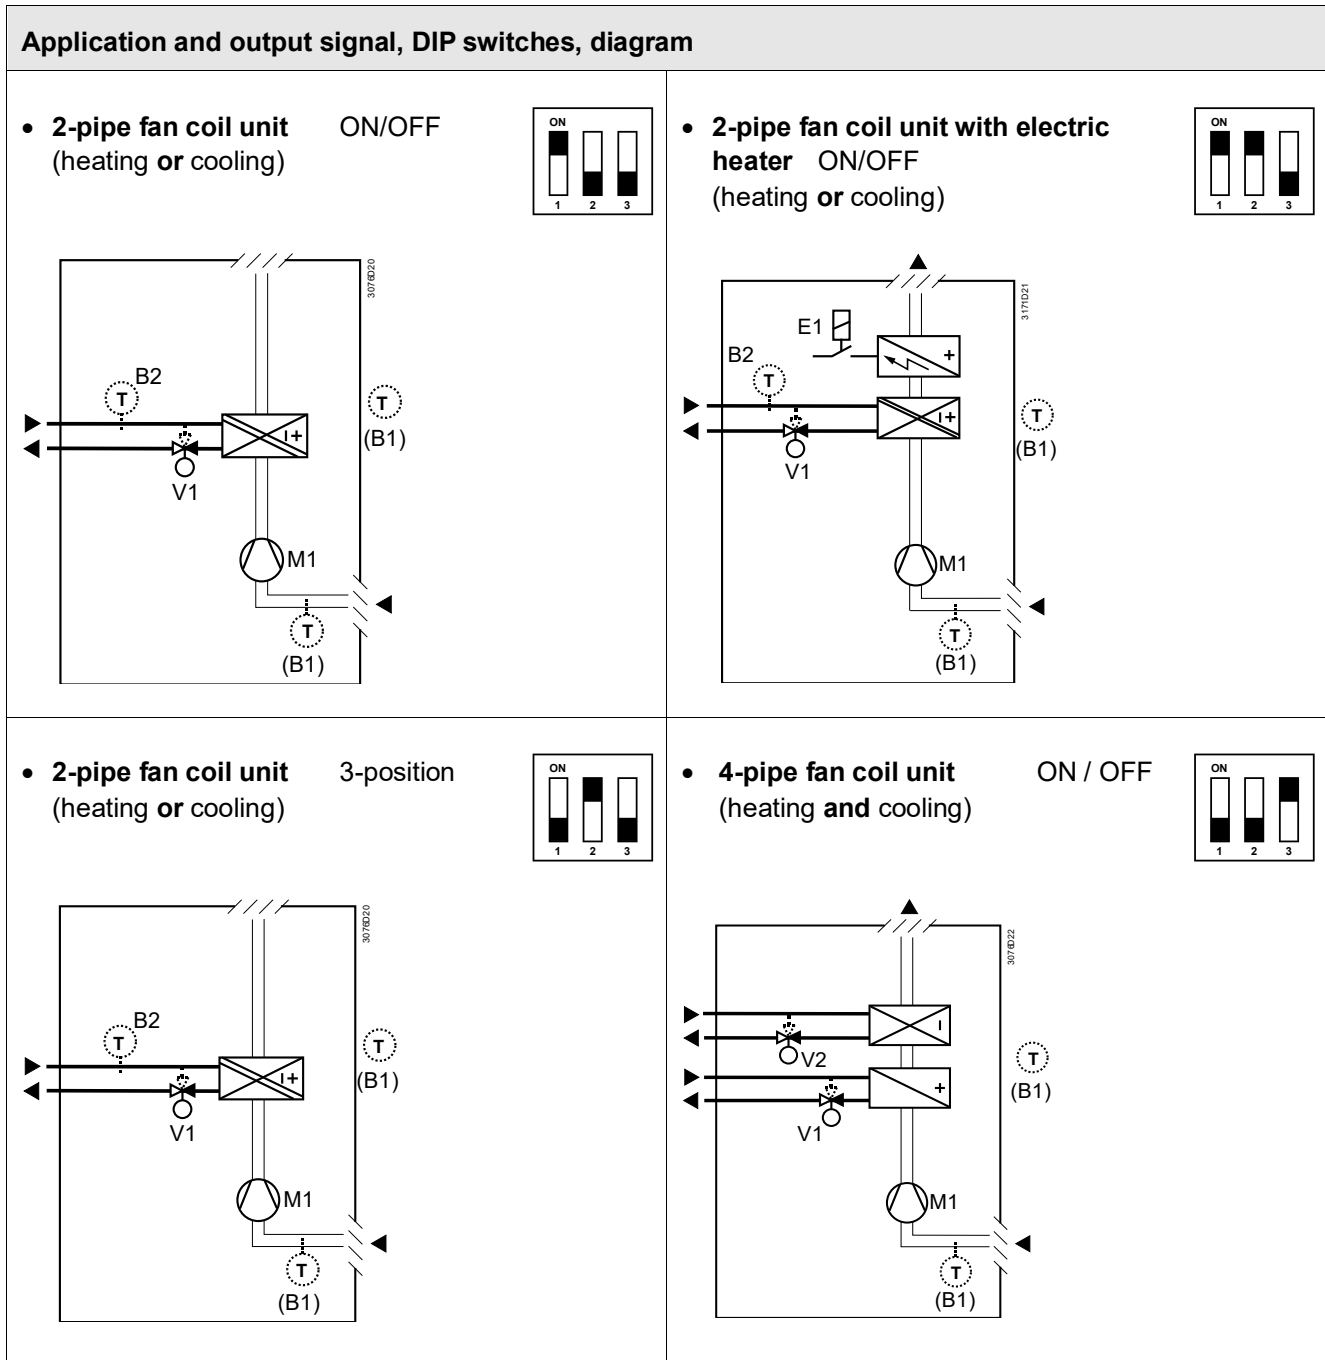 Application and output signal, DIP switches, diagram
• 2-pipe fan coil unit ON/OFF
(heating or cooling)
ON
1 2 3
3076D20
B2
T
T
(B1)
+
V1
M1
T
(B1)
• 2-pipe fan coil unit with electric
heater ON/OFF
(heating or cooling)
ON
1 2 3
3171D21
E1
+
B2
T
T
(B1)
+
V1
M1
T
(B1)
• 2-pipe fan coil unit 3-position
(heating or cooling)
ON
1 2 3
3076D20
B2
T
T
(B1)
+
V1
M1
T
(B1)
• 4-pipe fan coil unit ON / OFF
(heating and cooling)
ON
1 2 3
3076D22
V2
T
(B1)
+
V1
M1
T
(B1)